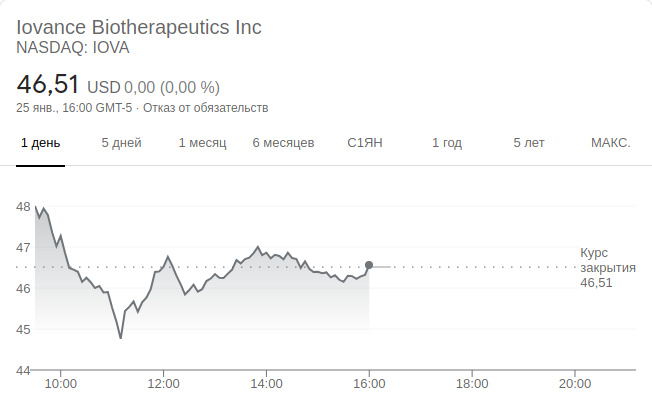 Iovance Biotherapeutics Inc
NASDAQ: IOVA
46,51 USD 0,00 (0,00 %)
25 янв., 16:00 GMT-5 · Отказ от обязательств
1 день 5 дней 1 месяц 6 месяцев С1ЯН 1 год 5 лет МАКС.
48
47
46
45
44
Курс
закрытия
46,51
10:00 12:00 14:00 16:00 18:00 20:00